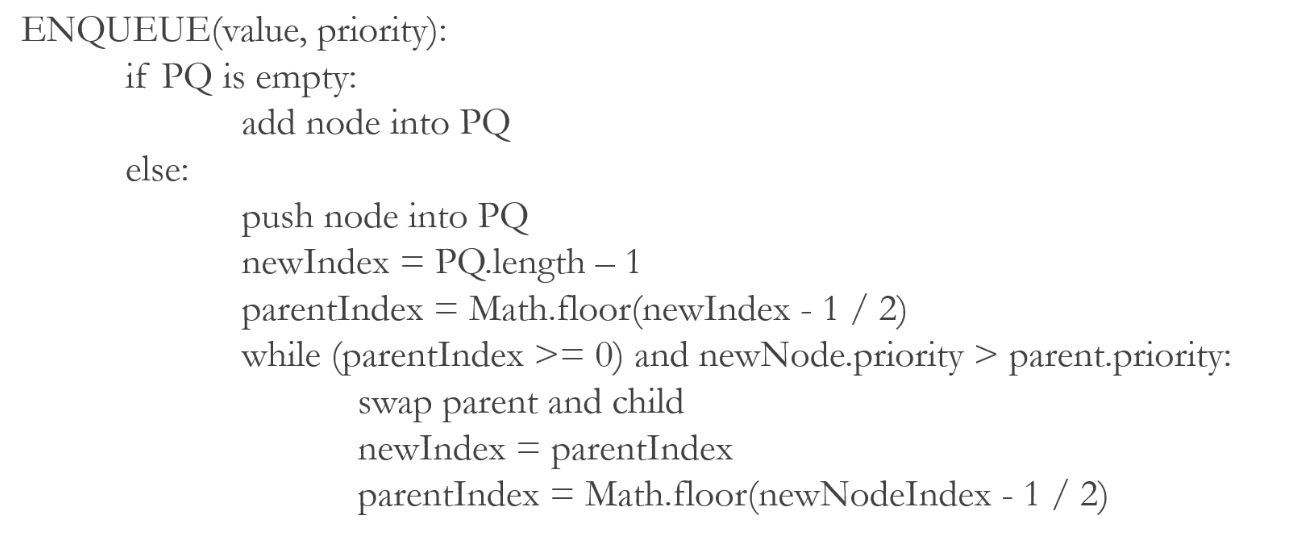 ENQUEUE(value, priority):
if PQ is empty:
add node into PQ
else:
push node into PQ
newIndex = PQ.length – 1
parentIndex = Math.floor(newIndex - 1 / 2)
while (parentIndex >= 0) and newNode.priority > parent.priority:
swap parent and child
newIndex = parentIndex
parentIndex = Math.floor(newNodeIndex - 1 / 2)